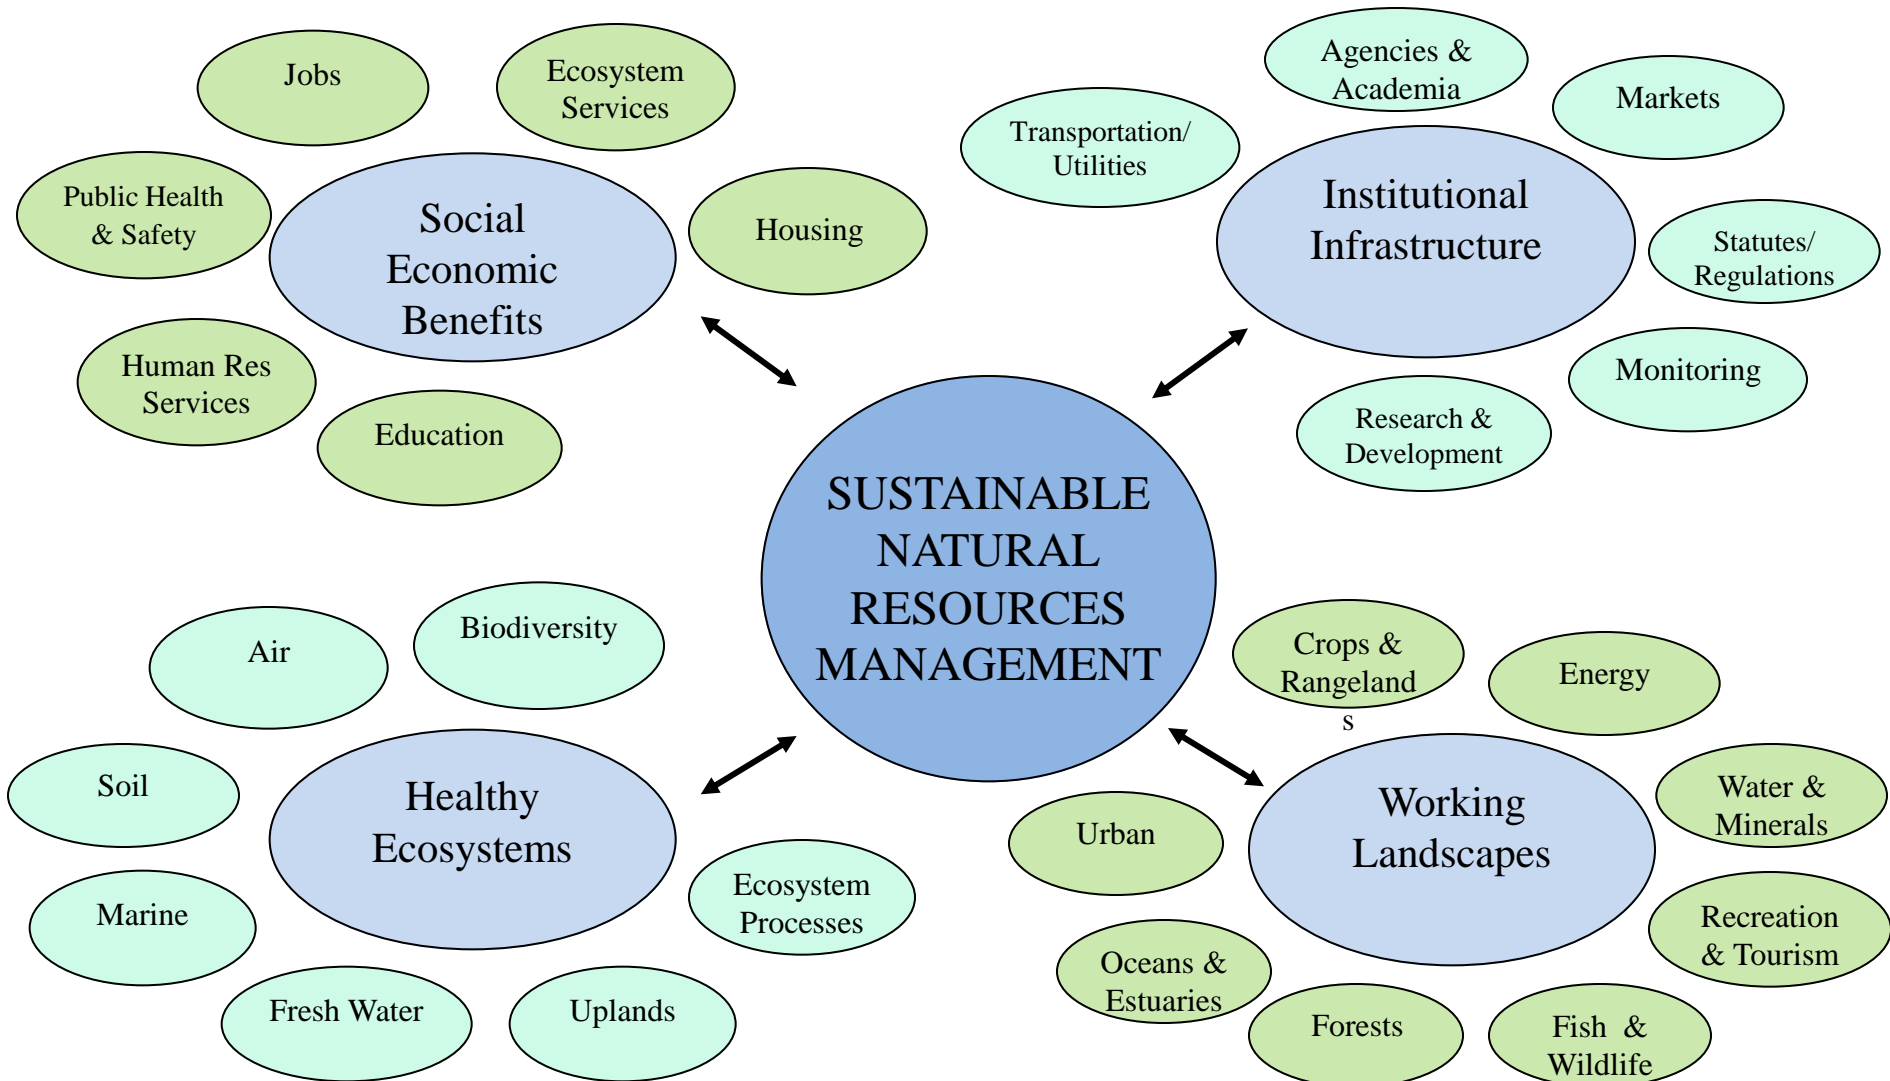 Jobs
Ecosystem
Services
Public Health
& Safety
Social
Economic
Benefits
Housing
Human Res
Services
Education
Agencies &
Academia
Markets
Transportation/
Utilities
Institutional
Infrastructure
Statutes/
Regulations
Monitoring
Research &
Development
SUSTAINABLE
NATURAL
RESOURCES
MANAGEMENT
Air
Biodiversity
Soil
Healthy
Ecosystems
Marine
Ecosystem
Processes
Fresh Water
Uplands
Crops &
Rangeland
s
Energy
Urban
Working
Landscapes
Water &
Minerals
Recreation
& Tourism
Oceans &
Estuaries
Forests
Fish &
Wildlife